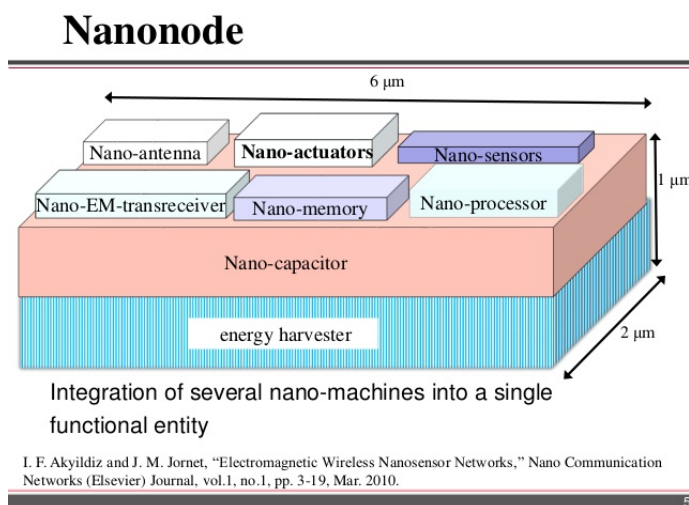 Nanonode
6 μm
Nano-antenna
Nano-actuators
Nano-sensors
1 μm
Nano-EM-transreceiver
Nano-memory
Nano-processor
Nano-capacitor
energy harvester
2 μm
Integration of several nano-machines into a single
functional entity
I. F. Akyildiz and J. M. Jornet, “Electromagnetic Wireless Nanosensor Networks,” Nano Communication
Networks (Elsevier) Journal, vol.1, no.1, pp. 3-19, Mar. 2010.
5